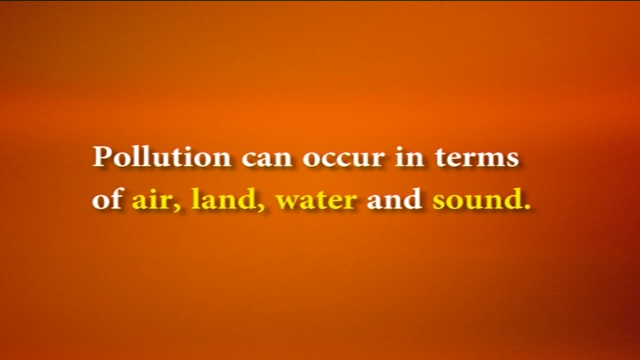 Pollution can occur in terms
of air, land, water and sound.